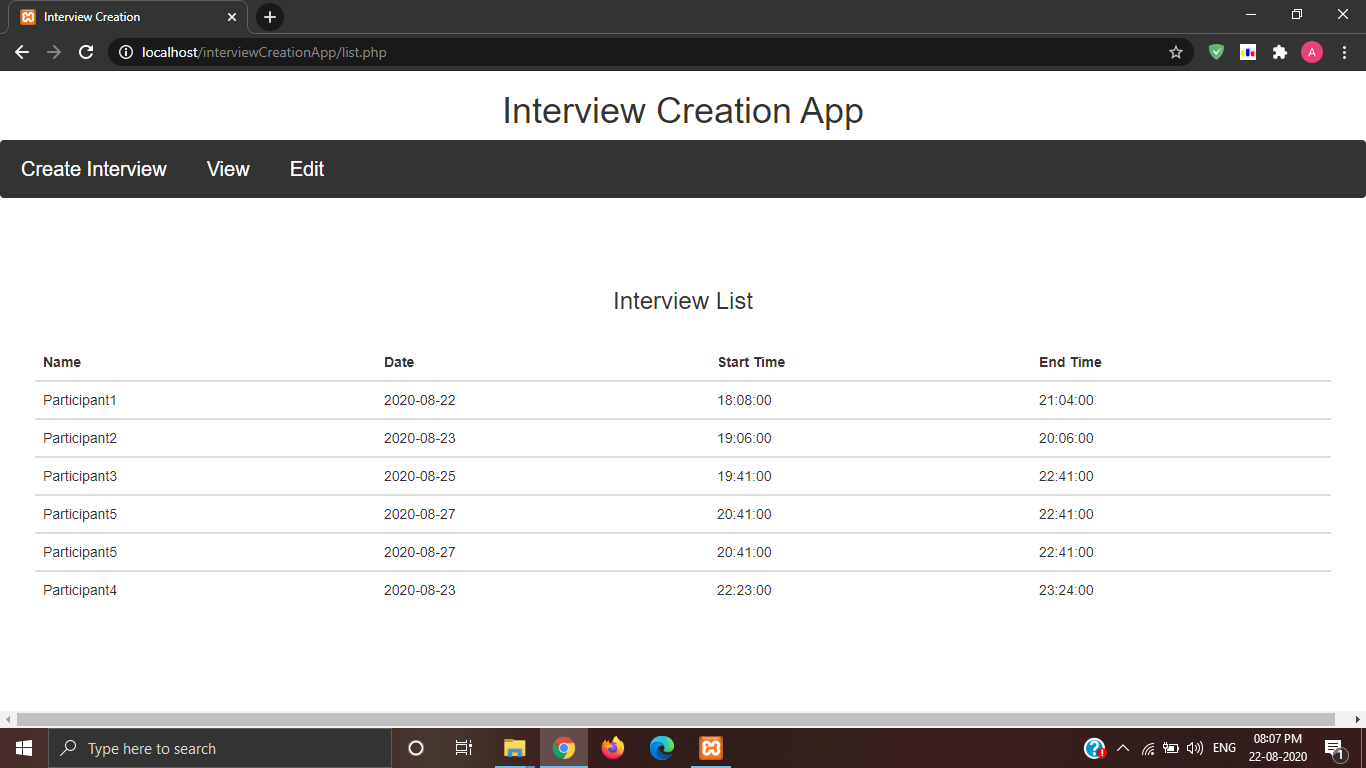 Interview Creation
localhost/interviewCreationApp/list.php
A
Interview Creation App
Create Interview View Edit
Interview List
Name Date Start Time End Time
Participant1 2020-08-22 18:08:00 21:04:00
Participant2 2020-08-23 19:06:00 20:06:00
Participant3 2020-08-25 19:41:00 22:41:00
Participant5 2020-08-27 20:41:00 22:41:00
Participant5 2020-08-27 20:41:00 22:41:00
Participant4 2020-08-23 22:23:00 23:24:00
Type here to search
ENG
08:07 PM
22-08-2020
1